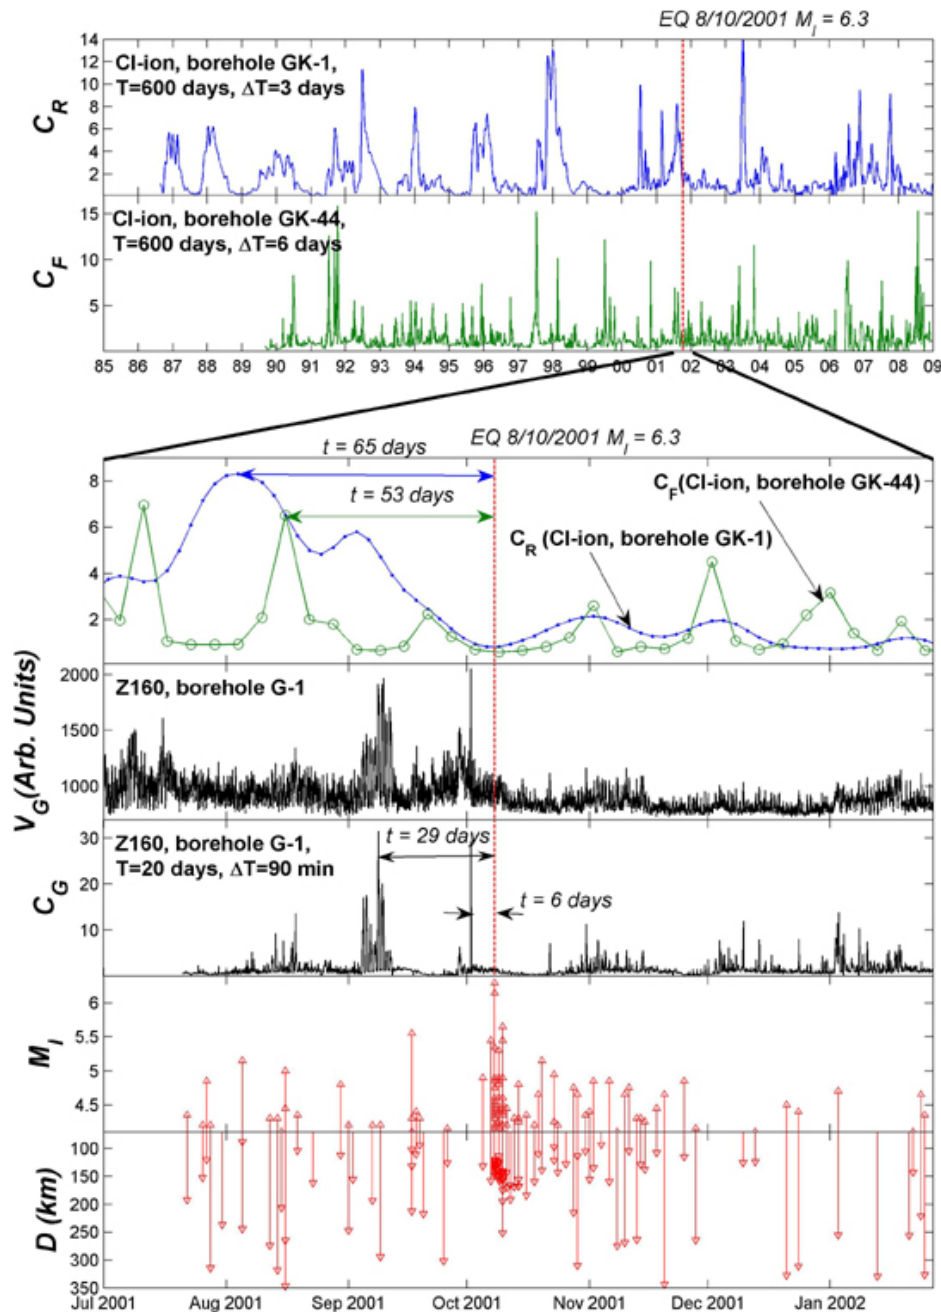 EQ 8/10/2001 M_l = 6.3
14
12
10
8
6
4
2
C_R
Cl-ion, borehole GK-1,
T=600 days, ΔT=3 days
15
10
5
C_F
Cl-ion, borehole GK-44,
T=600 days, ΔT=6 days
85 86 87 88 89 90 91 92 93 94 95 96 97 98 99 00 01 02 03 04 05 06 07 08 09
EQ 8/10/2001 M_l = 6.3
t = 65 days
t = 53 days
C_F(Cl-ion, borehole GK-44)
C_R (Cl-ion, borehole GK-1)
8
6
4
2
Z160, borehole G-1
2000
1500
1000
V_G(Arb. Units)
Z160, borehole G-1,
T=20 days, ΔT=90 min
t = 29 days
t = 6 days
30
20
10
C_G
6
5.5
5
4.5
M_l
100
150
200
250
300
350
D (km)
Jul 2001 Aug 2001 Sep 2001 Oct 2001 Nov 2001 Dec 2001 Jan 2002